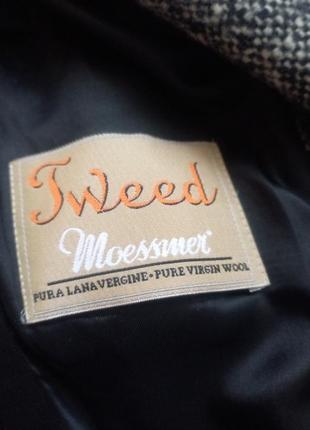 Tweed
Moessmer®
PURA LANAVERGINE • PURE VIRGIN WOOL